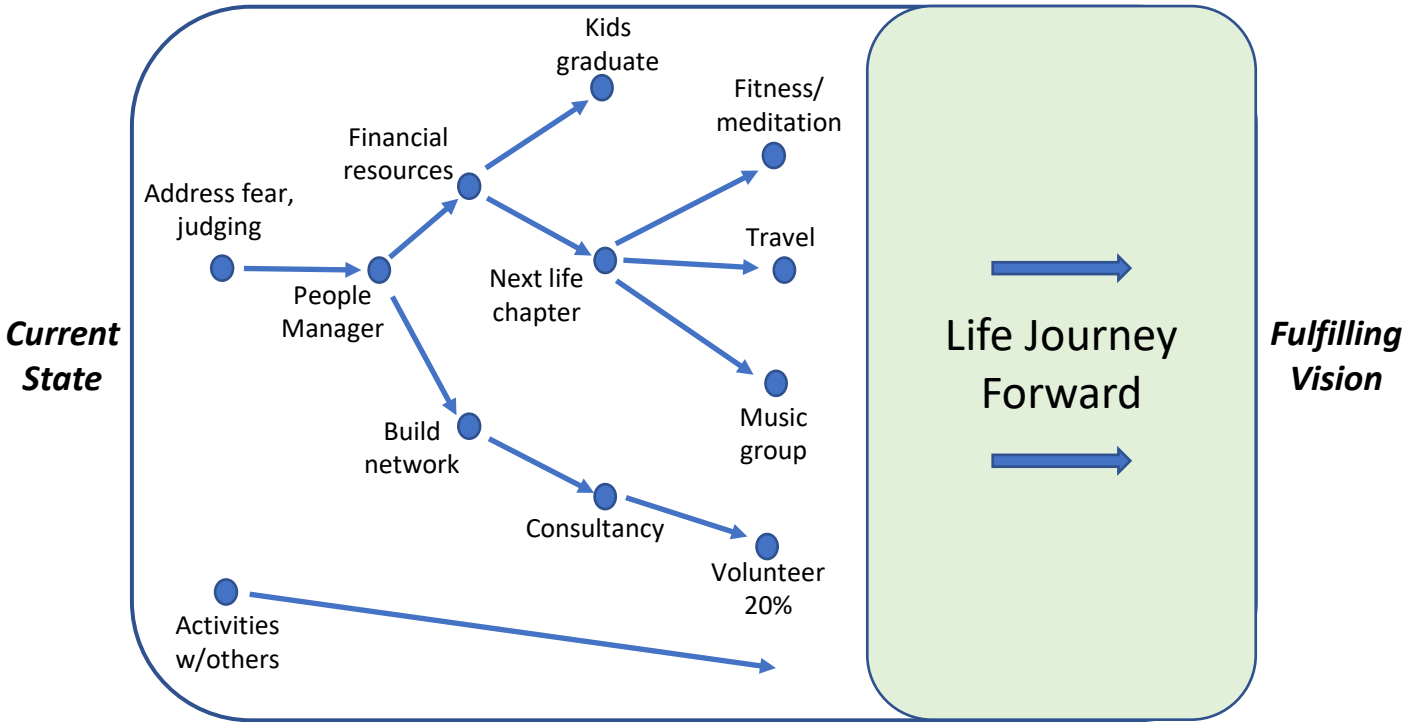 Kids
graduate
Fitness/
meditation
Financial
resources
Address fear,
judging
Travel
People
Manager
Next life
chapter
Current
State
Life Journey
Forward
Fulfilling
Vision
Music
group
Build
network
Consultancy
Volunteer
20%
Activities
w/others